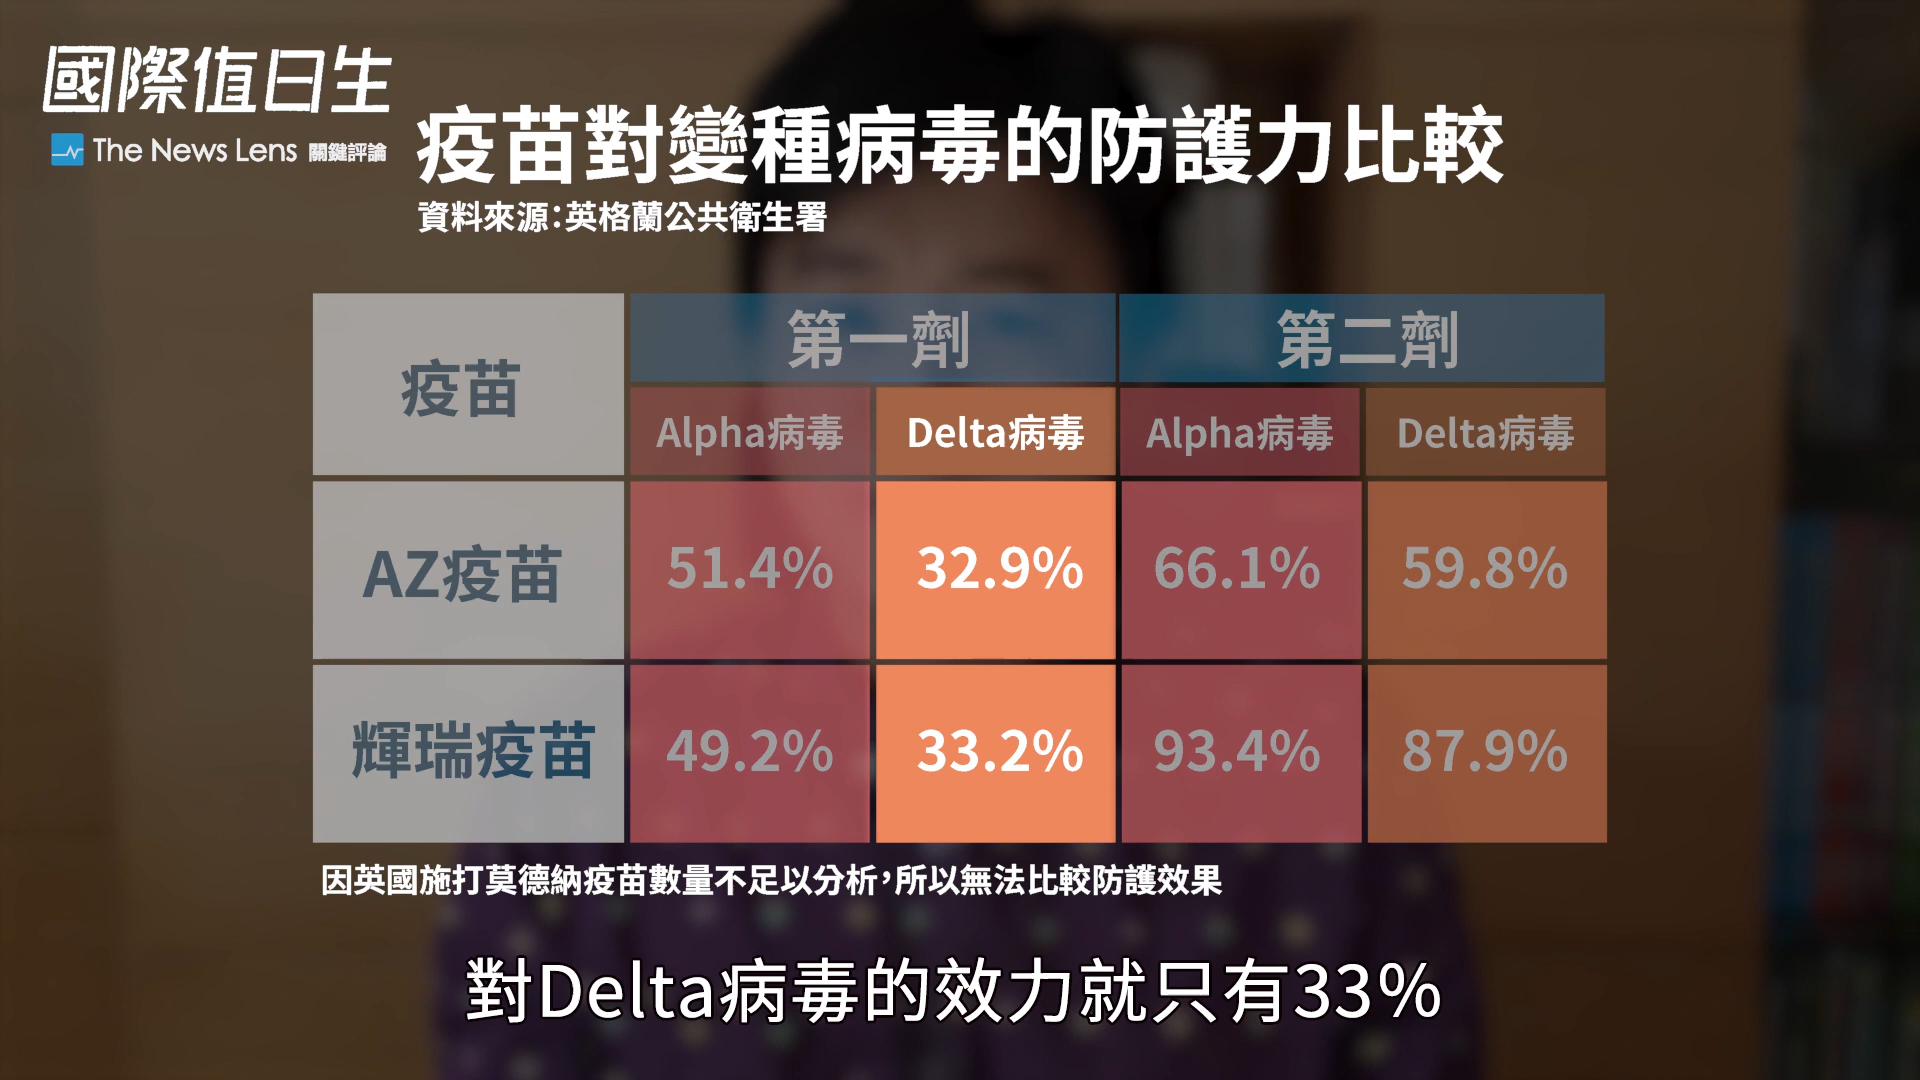 國際值日生
The News Lens 關鍵評論
疫苗對變種病毒的防護力比較
資料來源：英格蘭公共衛生署
疫苗 第一劑 第二劑
Alpha病毒 Delta病毒 Alpha病毒 Delta病毒
AZ疫苗 51.4% 32.9% 66.1% 59.8%
輝瑞疫苗 49.2% 33.2% 93.4% 87.9%
因英國施打莫德納疫苗數量不足以分析，所以無法比較防護效果
對Delta病毒的效力就只有33%